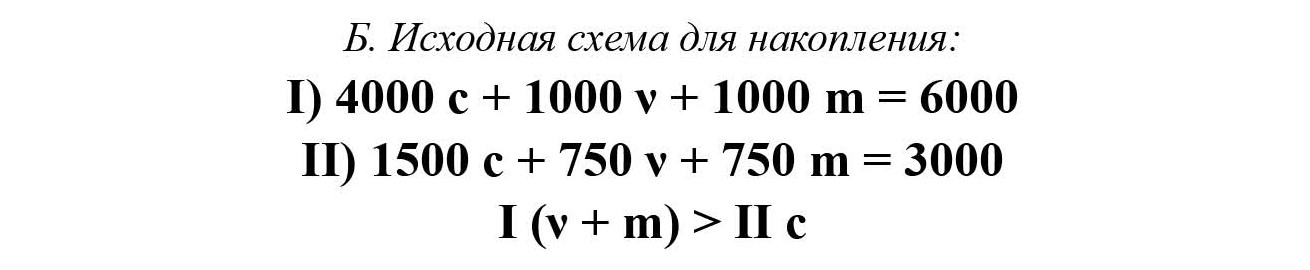 Б. Исходная схема для накопления:
I) 4000 c + 1000 v + 1000 m = 6000
II) 1500 c + 750 v + 750 m = 3000
I (v + m) > II c